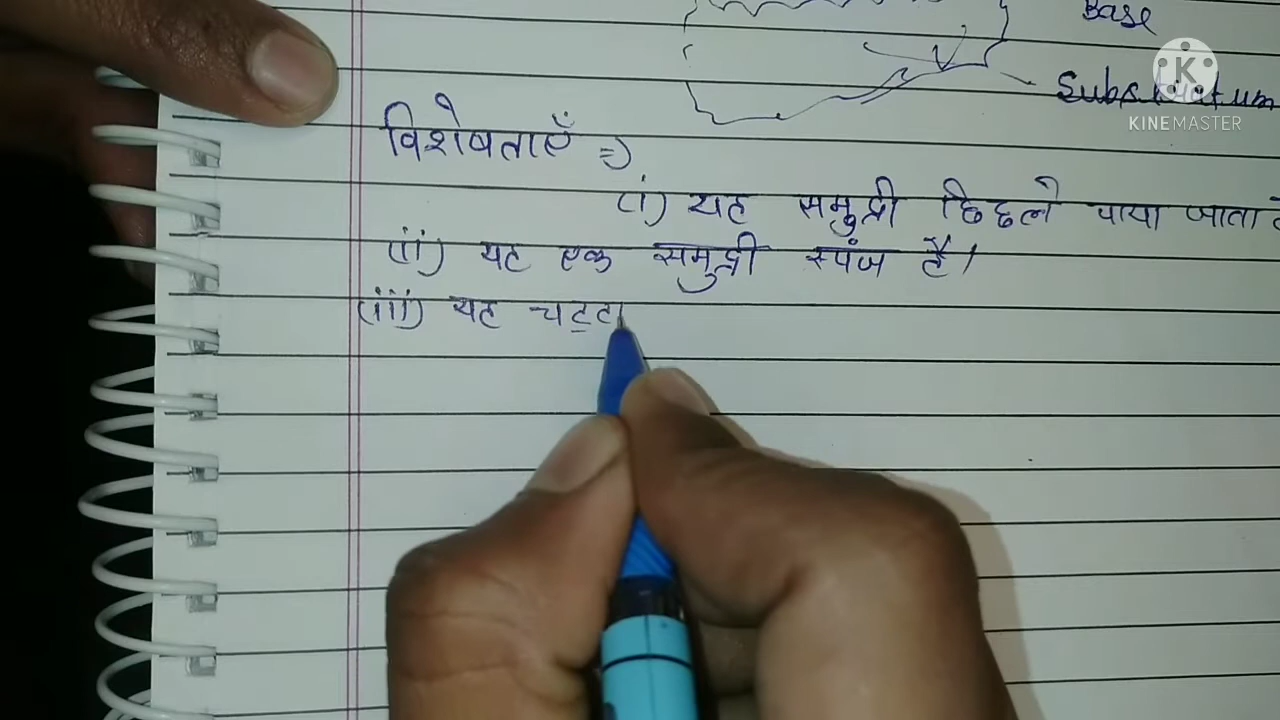 Base
Substratum
KINEMASTER
विशेषताएँ =)
(i) यह समुद्री छिछले पाया जाता
(ii) यह एक समुद्री स्पंज है।
(iii) यह चट्टा